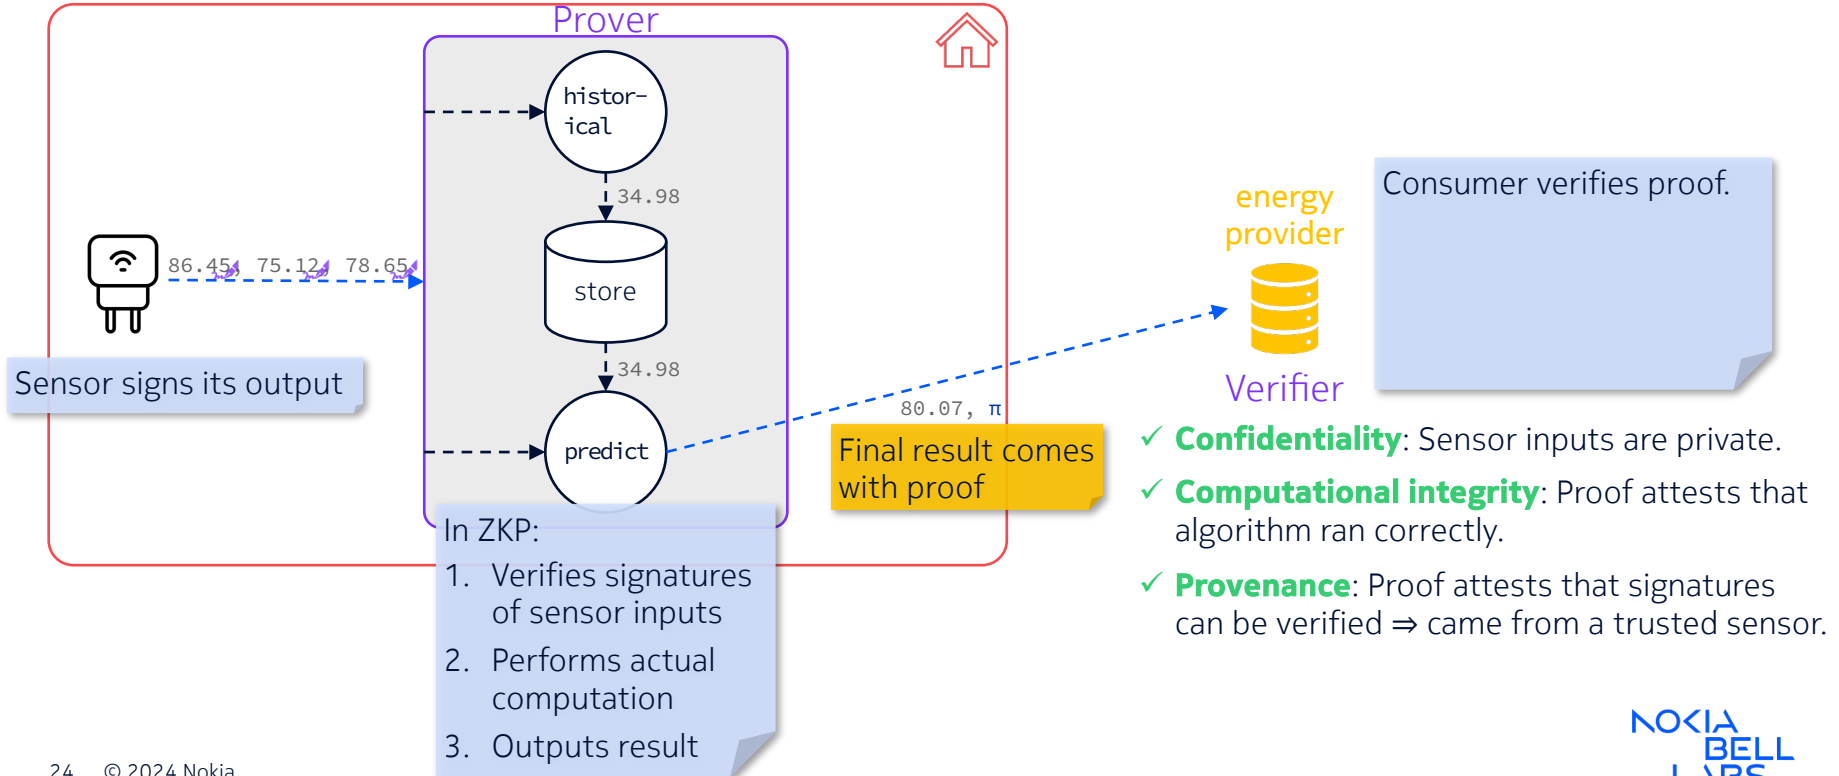 Prover
histor-
ical
34.98
86.45, 75.12, 78.65,
store
Sensor signs its output
34.98
predict
80.07, π
Final result comes
with proof
In ZKP:
1. Verifies signatures
of sensor inputs
2. Performs actual
computation
3. Outputs result
energy
provider
Verifier
Consumer verifies proof.
✓ Confidentiality: Sensor inputs are private.
✓ Computational integrity: Proof attests that
algorithm ran correctly.
✓ Provenance: Proof attests that signatures
can be verified ⇒ came from a trusted sensor.
24 © 2024 Nokia
NOKIA
BELL
LABS